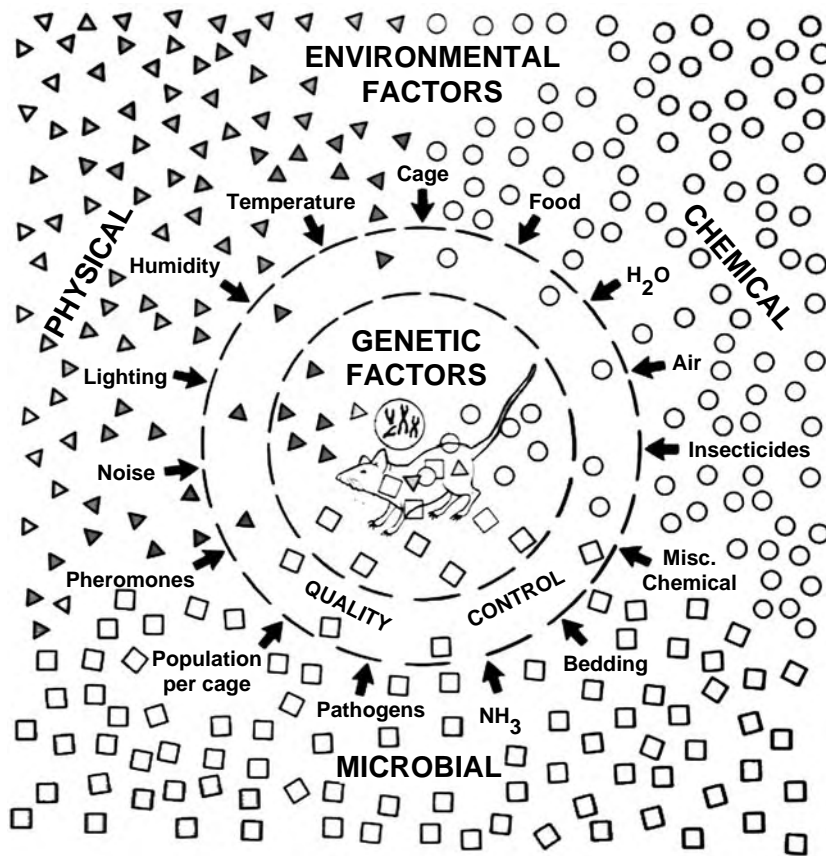 ENVIRONMENTAL
FACTORS
Cage
Temperature
Food
PHYSICAL
CHEMICAL
Humidity
H2O
GENETIC
FACTORS
Lighting
Air
Noise
Insecticides
Pheromones
Misc.
Chemical
QUALITY
CONTROL
Population
per cage
Bedding
Pathogens
NH3
MICROBIAL